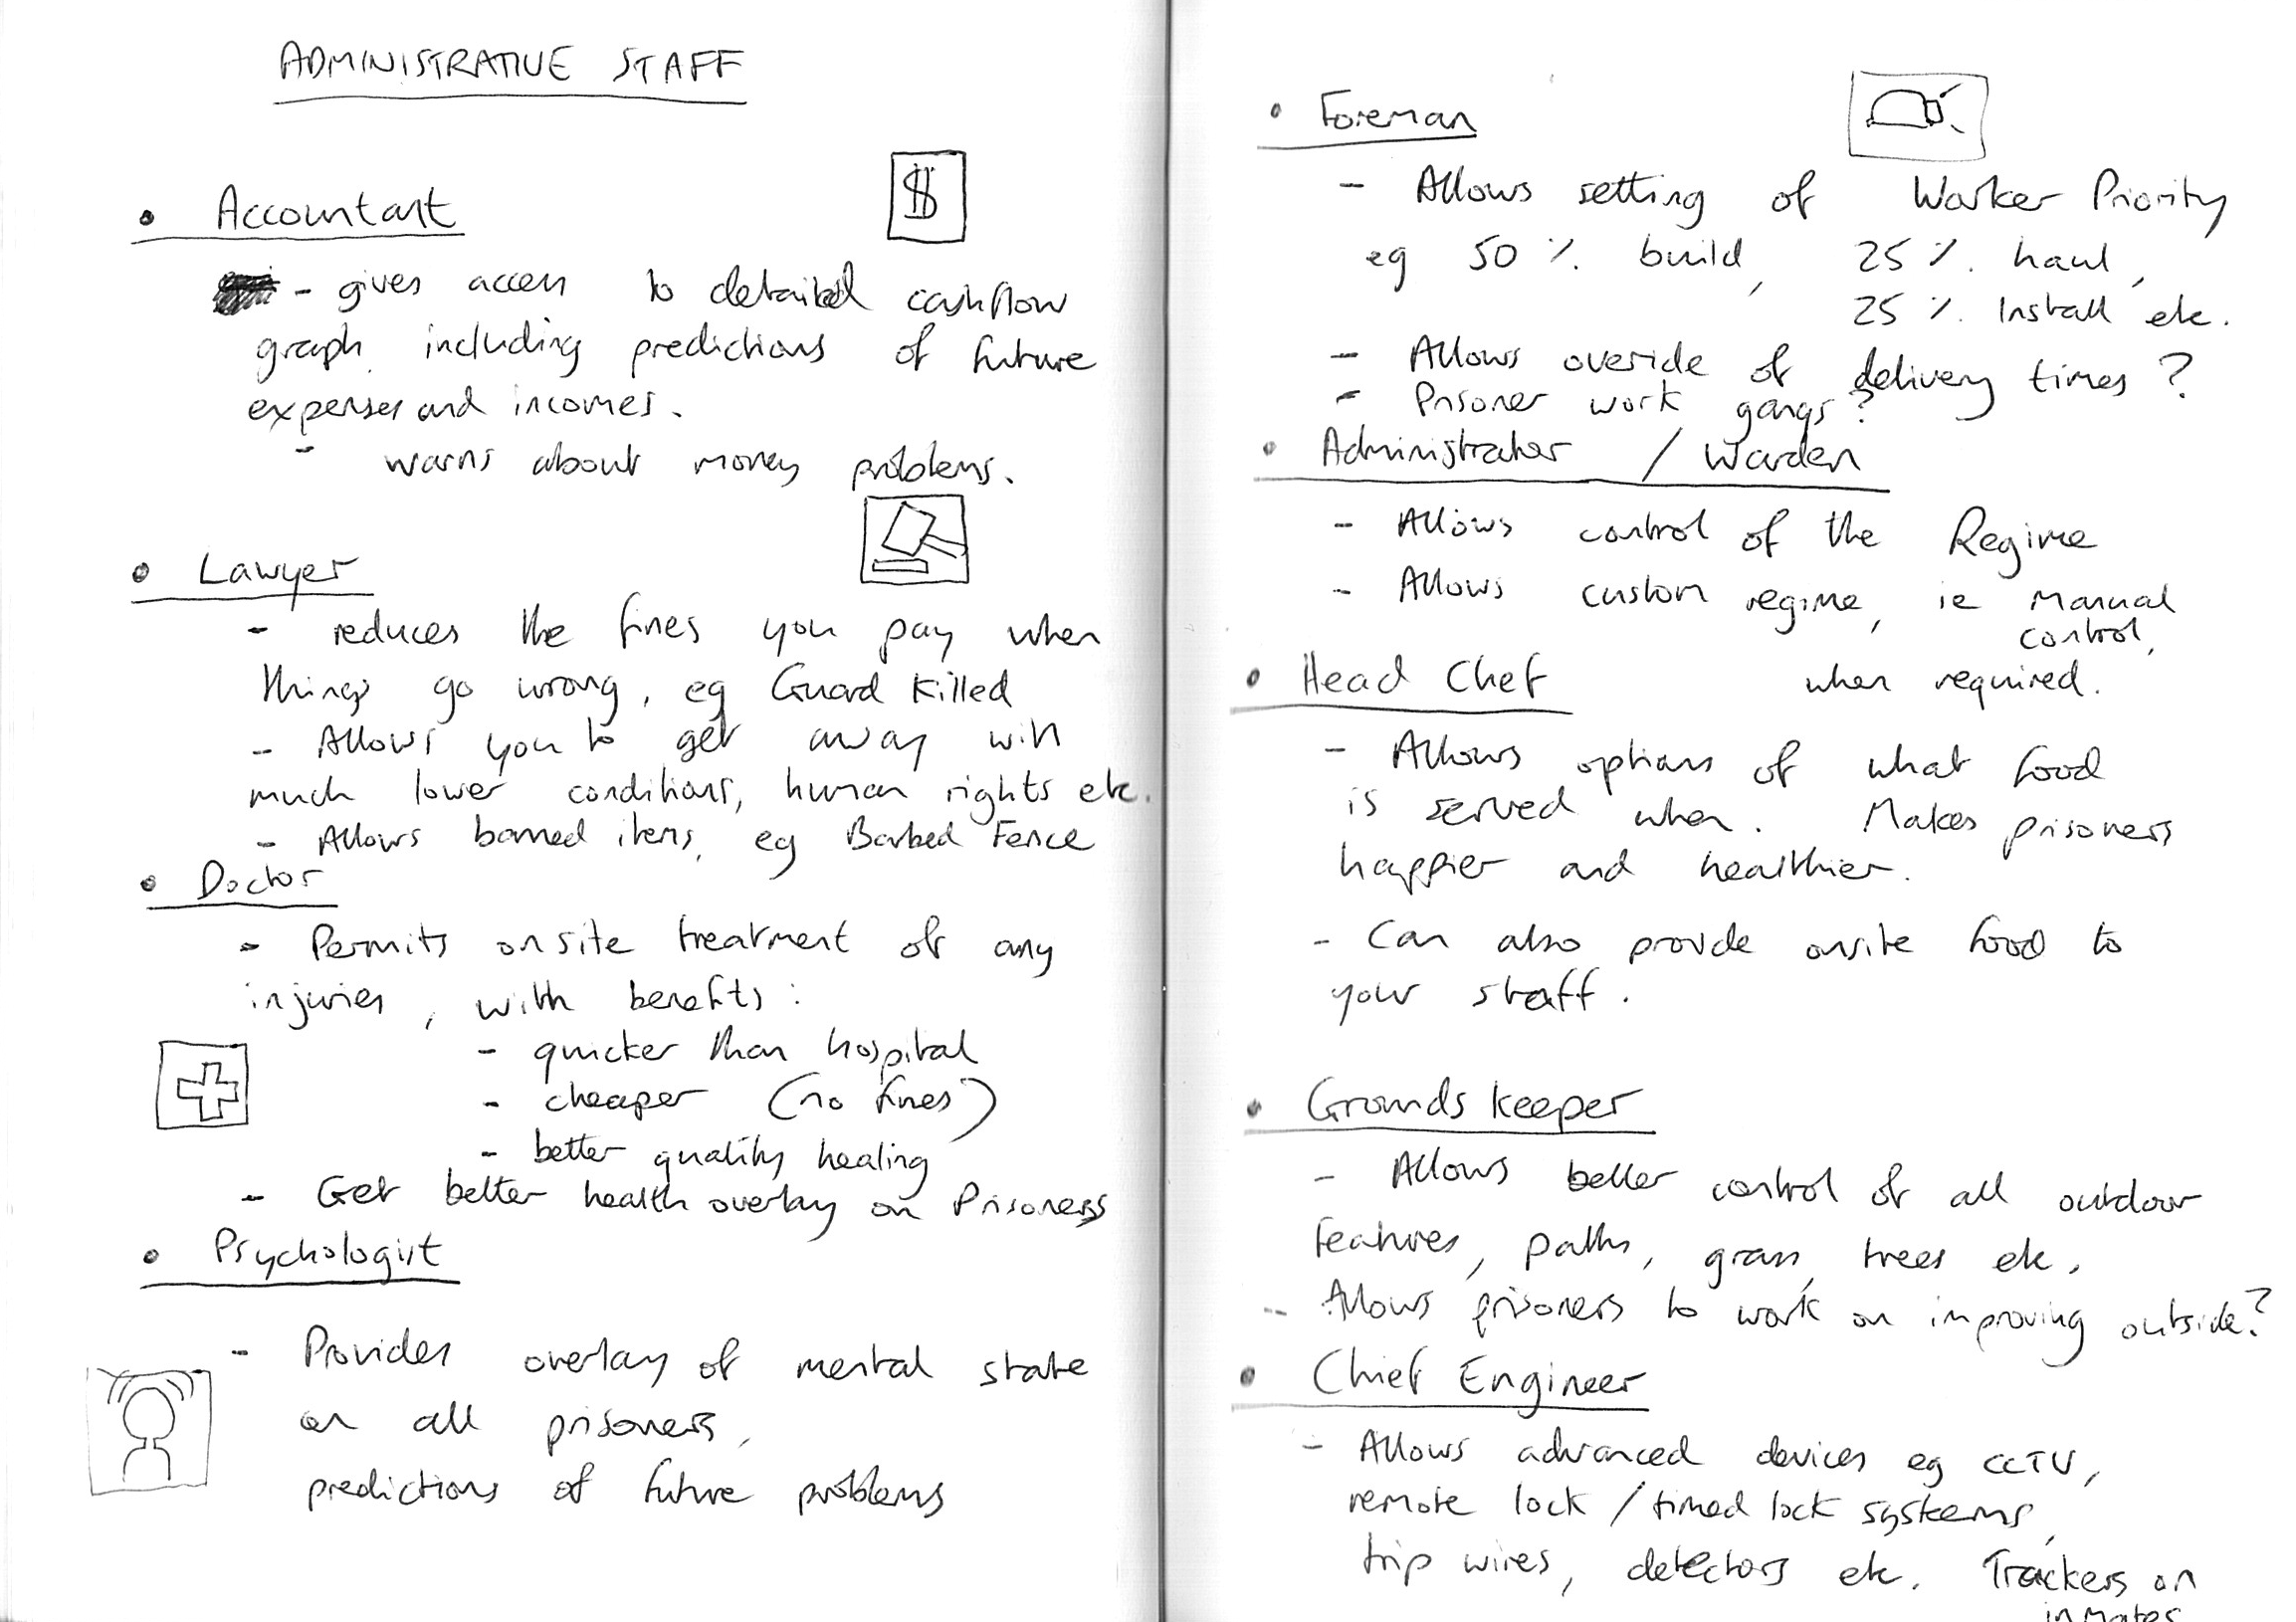 ADMINISTRATIVE STAFF
• Accountant
$
- gives access to detailed cashflow
graph including predictions of future
expenses and incomes.
- warns about money problems.
• Lawyer
- reduces the fines you pay when
things go wrong, eg Guard Killed
- Allows you to get away with
much lower conditions, human rights etc.
- Allows banned items, eg Barbed Fence
• Doctor
- Permits onsite treatment of any
injuries, with benefits:
- quicker than hospital
- cheaper (no fines)
- better quality healing
- Get better health overlay on Prisoners
• Psychologist
- Provides overlay of mental state
on all prisoners,
predictions of future problems
• Foreman
- Allows setting of Worker Priority
eg 50% build, 25% haul,
25% Install etc.
- Allows overide of delivery times?
- Prisoner work gangs?
• Administrator / Warden
- Allows control of the Regime
- Allows custom regime, ie Manual
control,
when required.
• Head Chef
- Allows options of what food
is served when. Makes prisoners
happier and healthier.
- Can also provide onsite food to
your staff.
• Grounds keeper
- Allows better control of all outdoor
features, paths, grass, trees etc.
- Allows prisoners to work on improving outside?
• Chief Engineer
- Allows advanced devices eg CCTV,
remote lock / timed lock systems,
trip wires, detectors etc. Trackers on
inmates